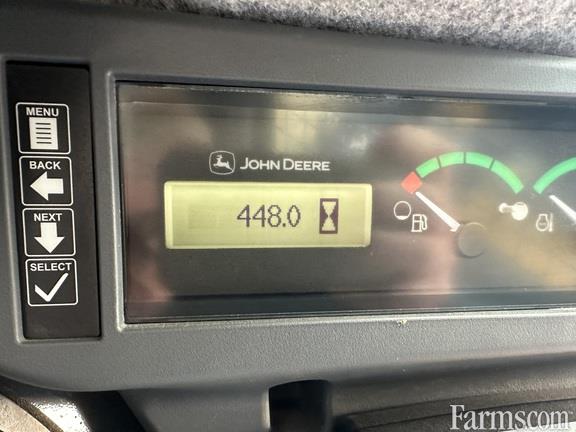 MENU
BACK
NEXT
SELECT
JOHN DEERE
448.0
Farms.com